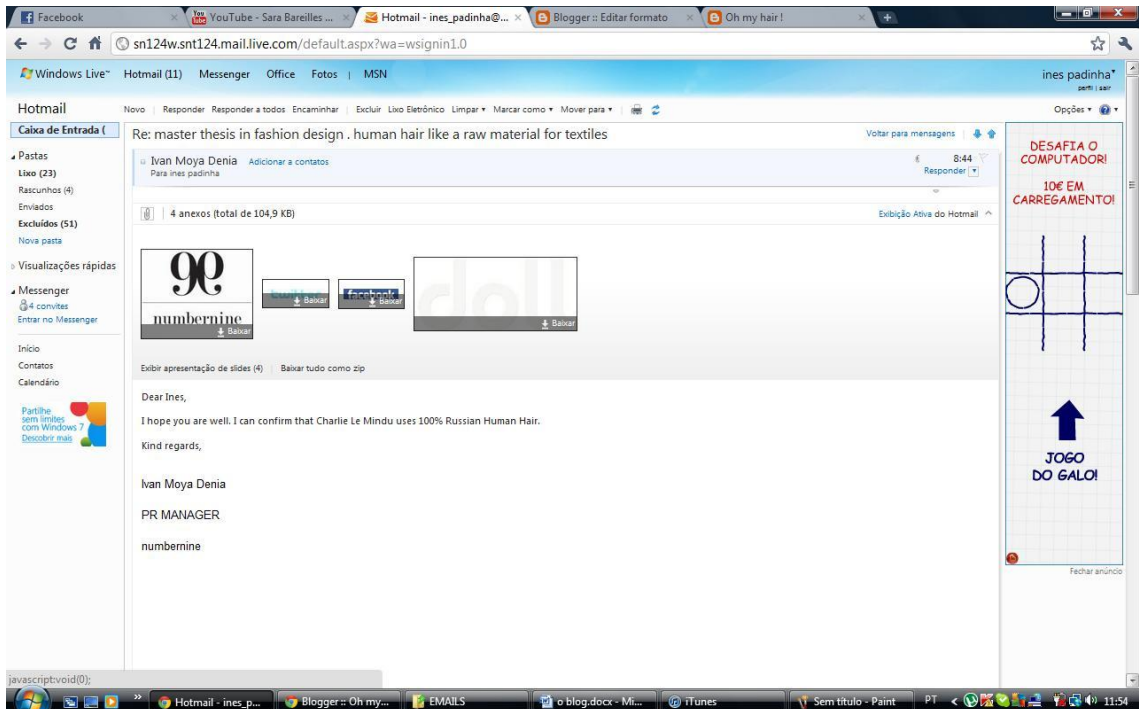 Facebook
YouTube - Sara Bareilles ...
Hotmail - ines_padinha@...
Blogger :: Editar formato
Oh my hair !
sn124w.snt124.mail.live.com/default.aspx?wa=wsignin1.0
Windows Live™ Hotmail (11) Messenger Office Fotos | MSN
ines padinha
perfil | sair
Hotmail
Novo | Responder Responder a todos Encaminhar | Excluir Lixo Eletrônico Limpar Marcar como Mover para
Opções
Caixa de Entrada (
Pastas
Lixo (23)
Rascunhos (4)
Enviados
Excluídos (51)
Nova pasta
Visualizações rápidas
Messenger
4 convites
Entrar no Messenger
Início
Contatos
Calendário
Partilhe
sem limites
com Windows 7
Descobrir mais
Re: master thesis in fashion design . human hair like a raw material for textiles
Voltar para mensagens
Ivan Moya Denia Adicionar a contatos
Para ines padinha
8:44
Responder
4 anexos (total de 104,9 KB)
Exibição Ativa do Hotmail
numbernine
Baixar
twitter
Baixar
facebook
Baixar
doll
Baixar
Exibir apresentação de slides (4) Baixar tudo como zip
Dear Ines,
I hope you are well. I can confirm that Charlie Le Mindu uses 100% Russian Human Hair.
Kind regards,
Ivan Moya Denia
PR MANAGER
numbernine
DESAFIA O
COMPUTADOR!
10€ EM
CARREGAMENTO!
JOGO
DO GALO!
Fechar anúncio
javascript:void(0);
Hotmail - ines_p...
Blogger :: Oh my...
EMAILS
o blog.docx - Mi...
iTunes
Sem título - Paint
PT
11:54